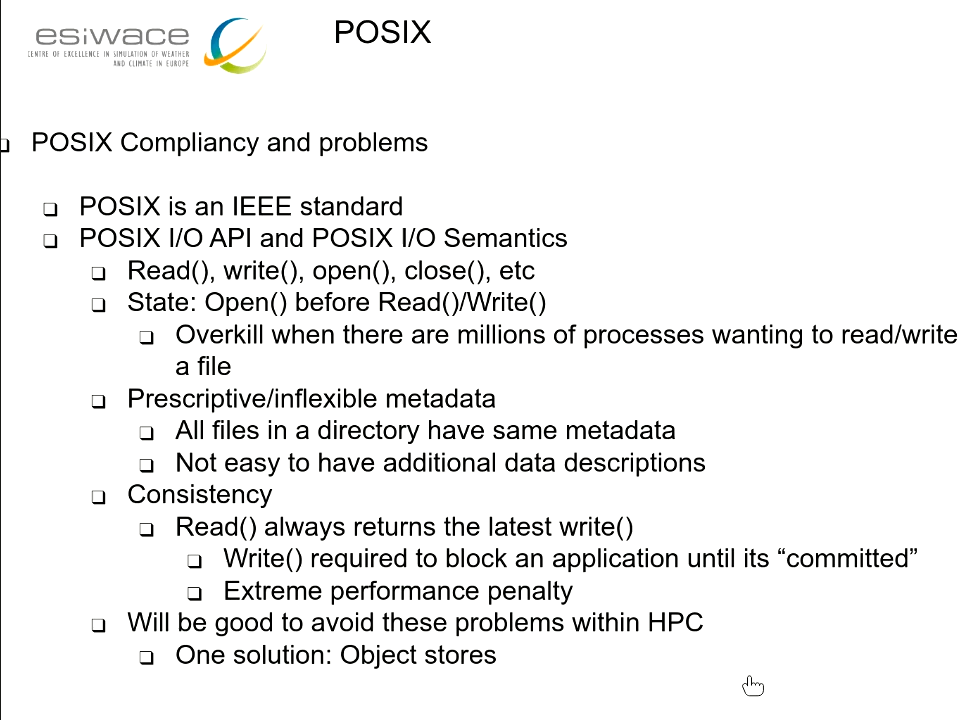 esiwace
CENTRE OF EXCELLENCE IN SIMULATION OF WEATHER
AND CLIMATE IN EUROPE
POSIX
POSIX Compliancy and problems
POSIX is an IEEE standard
POSIX I/O API and POSIX I/O Semantics
Read(), write(), open(), close(), etc
State: Open() before Read()/Write()
Overkill when there are millions of processes wanting to read/write
a file
Prescriptive/inflexible metadata
All files in a directory have same metadata
Not easy to have additional data descriptions
Consistency
Read() always returns the latest write()
Write() required to block an application until its “committed”
Extreme performance penalty
Will be good to avoid these problems within HPC
One solution: Object stores